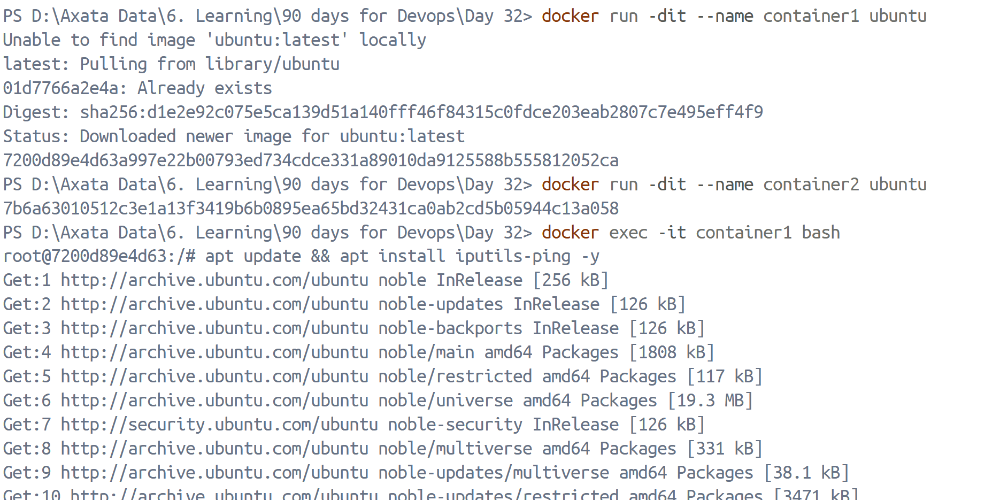 PS D:\Axata Data\6. Learning\90 days for Devops\Day 32> docker run -dit --name container1 ubuntu
Unable to find image 'ubuntu:latest' locally
latest: Pulling from library/ubuntu
01d7766a2e4a: Already exists
Digest: sha256:d1e2e92c075e5ca139d51a140fff46f84315c0fdce203eab2807c7e495eff4f9
Status: Downloaded newer image for ubuntu:latest
7200d89e4d63a997e22b00793ed734cdce331a89010da9125588b555812052ca
PS D:\Axata Data\6. Learning\90 days for Devops\Day 32> docker run -dit --name container2 ubuntu
7b6a63010512c3e1a13f3419b6b0895ea65bd32431ca0ab2cd5b05944c13a058
PS D:\Axata Data\6. Learning\90 days for Devops\Day 32> docker exec -it container1 bash
root@7200d89e4d63:/# apt update && apt install iputils-ping -y
Get:1 http://archive.ubuntu.com/ubuntu noble InRelease [256 kB]
Get:2 http://archive.ubuntu.com/ubuntu noble-updates InRelease [126 kB]
Get:3 http://archive.ubuntu.com/ubuntu noble-backports InRelease [126 kB]
Get:4 http://archive.ubuntu.com/ubuntu noble/main amd64 Packages [1808 kB]
Get:5 http://archive.ubuntu.com/ubuntu noble/restricted amd64 Packages [117 kB]
Get:6 http://archive.ubuntu.com/ubuntu noble/universe amd64 Packages [19.3 MB]
Get:7 http://security.ubuntu.com/ubuntu noble-security InRelease [126 kB]
Get:8 http://archive.ubuntu.com/ubuntu noble/multiverse amd64 Packages [331 kB]
Get:9 http://archive.ubuntu.com/ubuntu noble-updates/multiverse amd64 Packages [38.1 kB]
Get:10 http://archive.ubuntu.com/ubuntu noble-updates/restricted amd64 Packages [3471 kB]